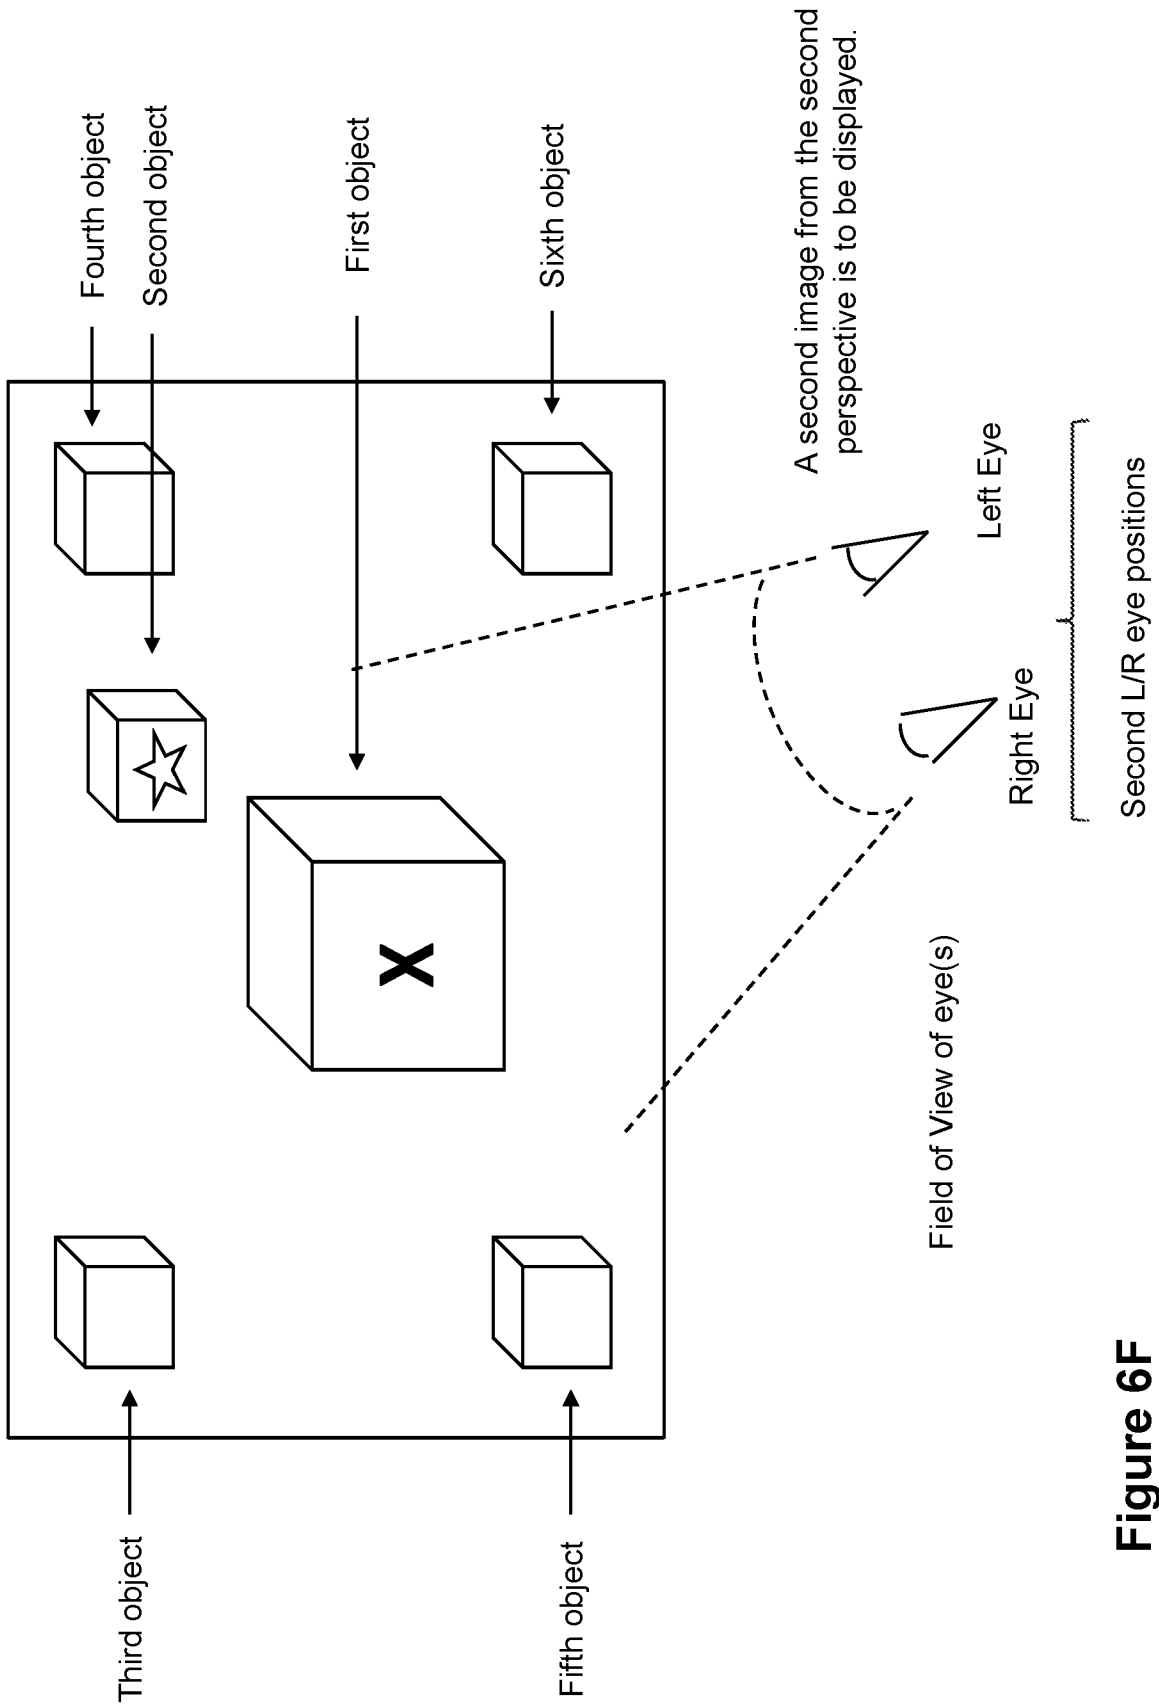 Third object
Fourth object
Second object
First object
X
Fifth object
Sixth object
A second image from the second
perspective is to be displayed.
Field of View of eye(s)
Left Eye
Right Eye
Second L/R eye positions
Figure 6F